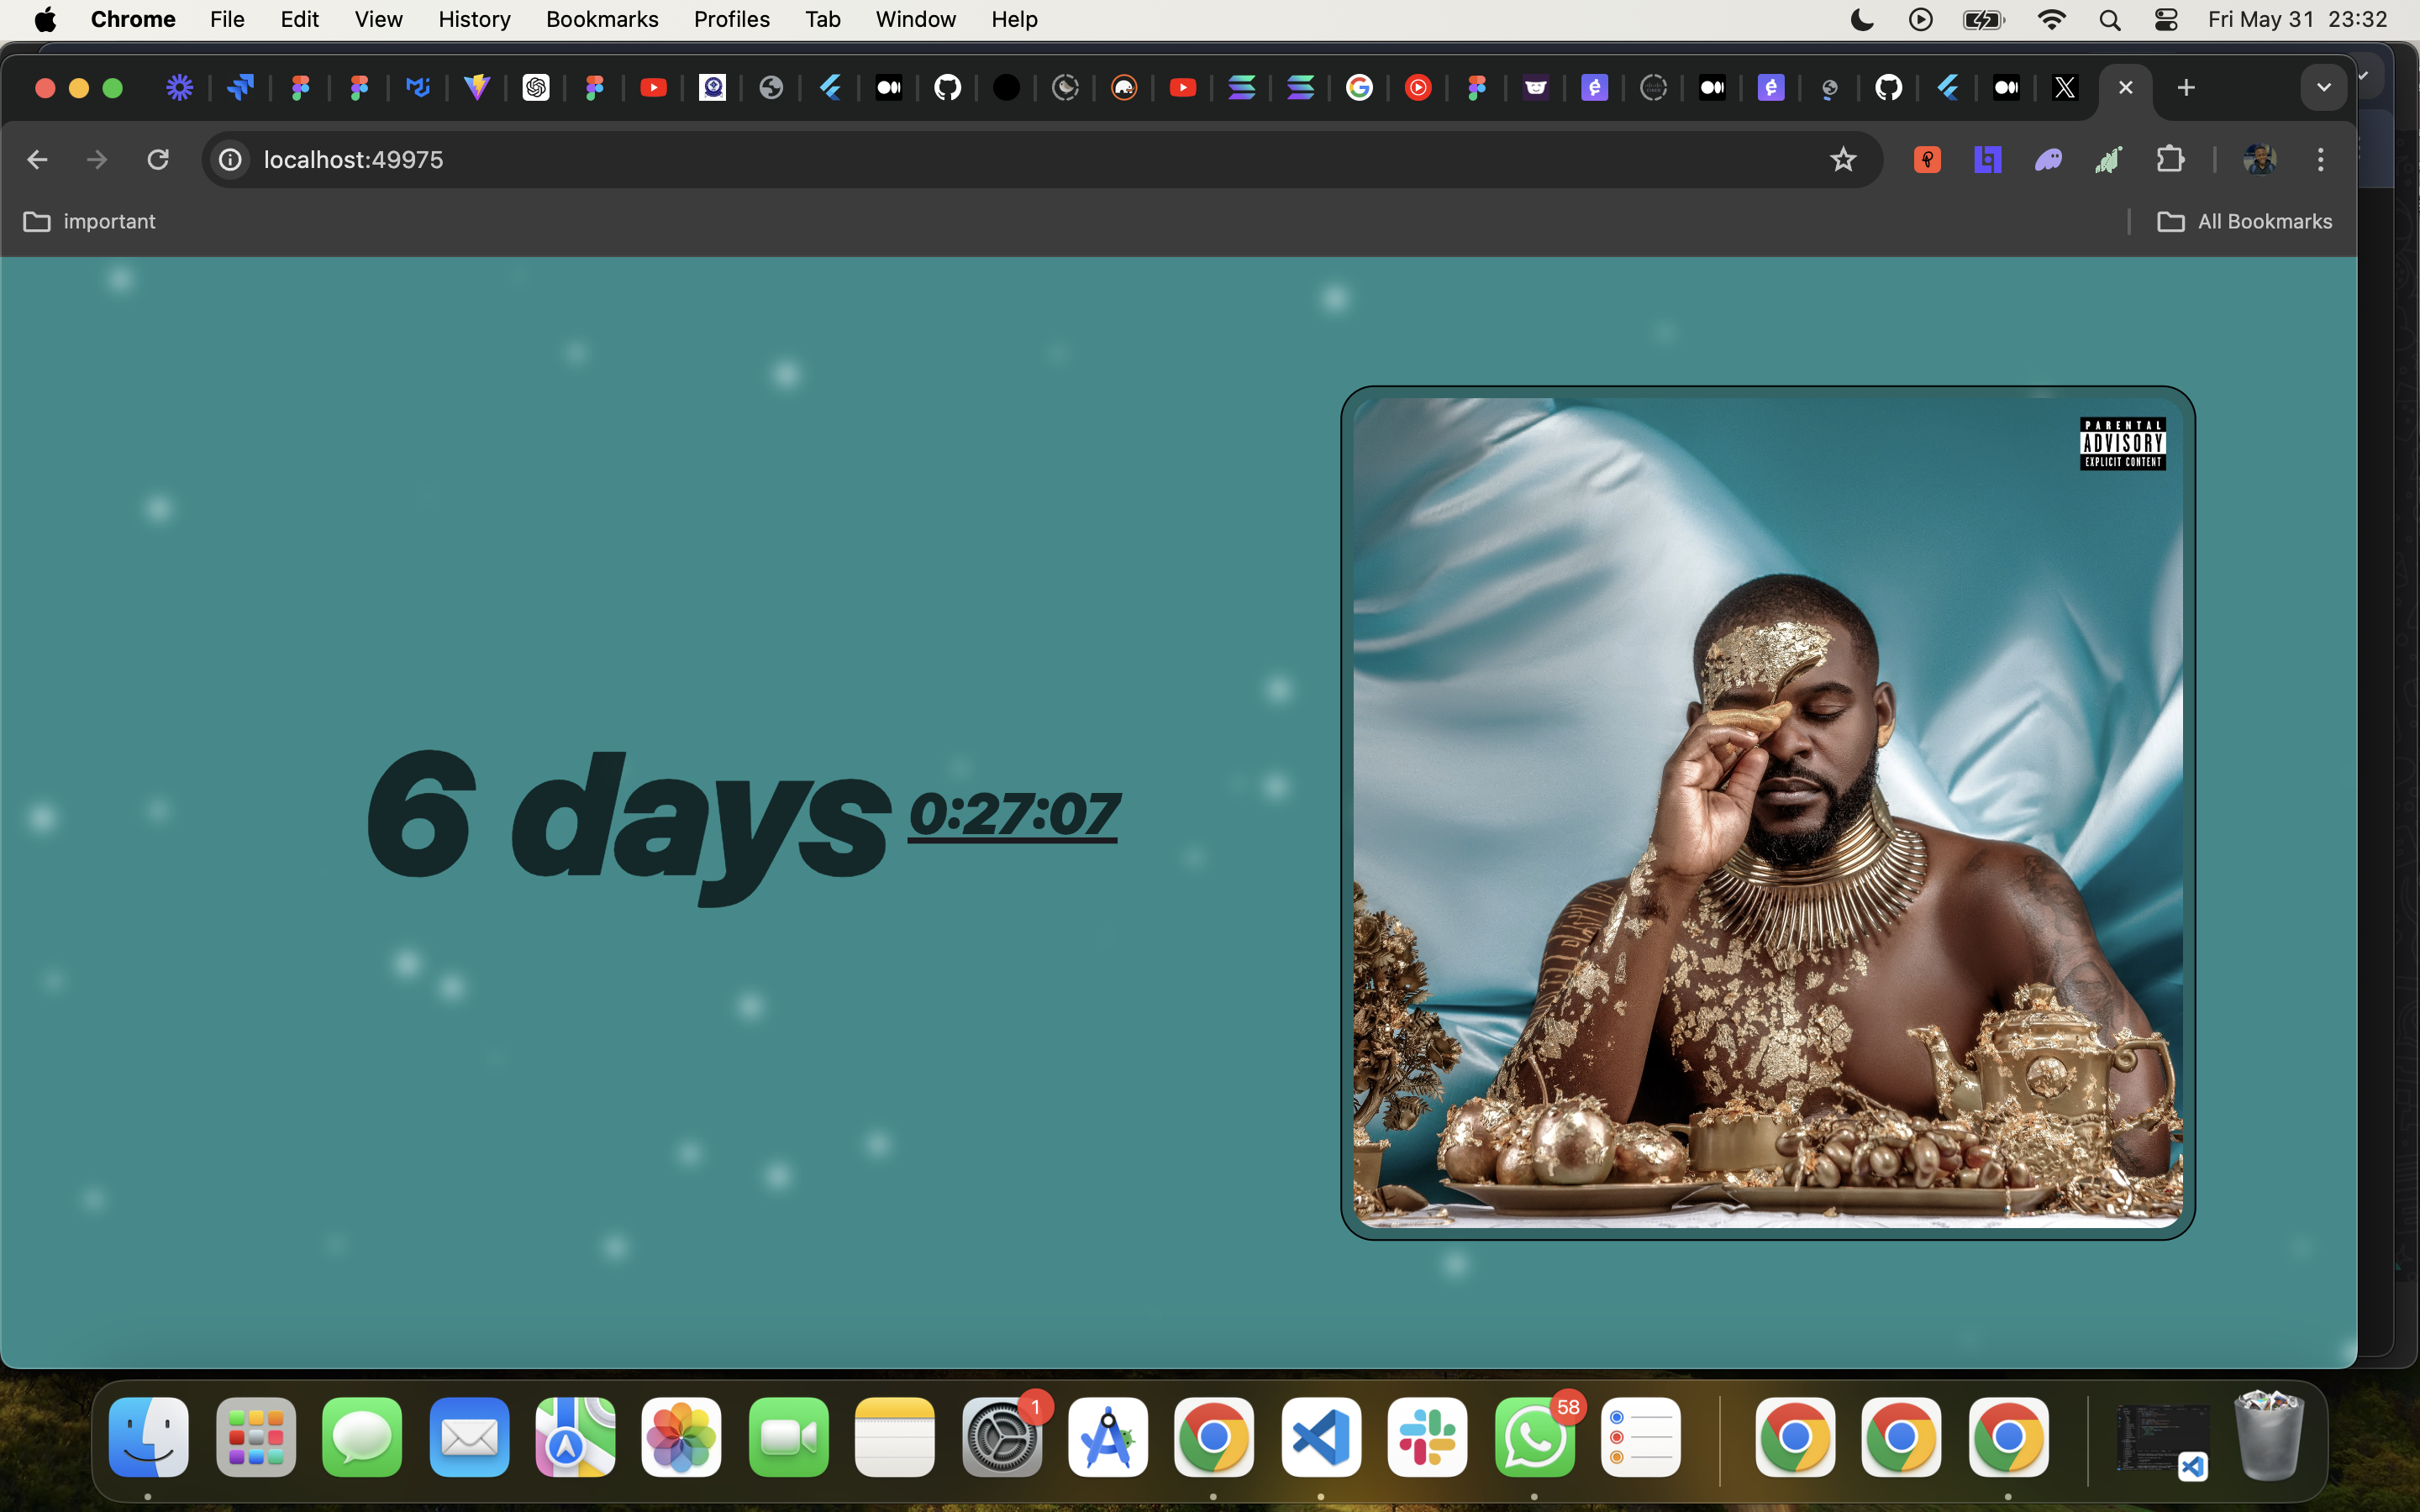 Chrome File Edit View History Bookmarks Profiles Tab Window Help Fri May 31 23:32
localhost:49975
important All Bookmarks
PARENTAL
ADVISORY
EXPLICIT CONTENT
6 days 0:27:07
1
58